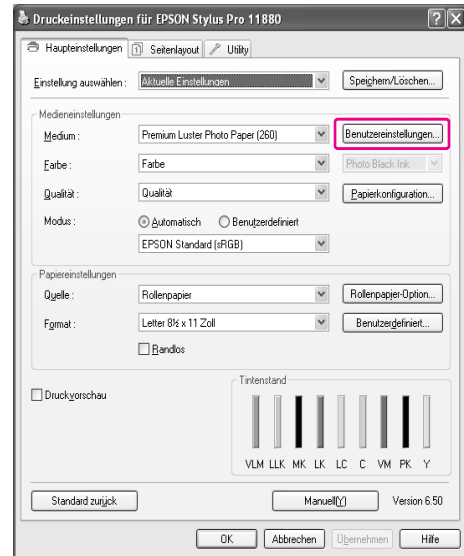 Druckeinstellungen für EPSON Stylus Pro 11880
Haupteinstellungen Seitenlayout Utility
Einstellung auswählen : Aktuelle Einstellungen Speichern/Löschen...
Medieneinstellungen
Medium : Premium Luster Photo Paper (260) Benutzereinstellungen...
Farbe : Farbe Photo Black Ink
Qualität : Qualität Papierkonfiguration...
Modus : Automatisch Benutzerdefiniert
EPSON Standard (sRGB)
Papiereinstellungen
Quelle : Rollenpapier Rollenpapier-Option...
Format : Letter 8½ x 11 Zoll Benutzerdefiniert...
Randlos
Druckvorschau
Tintenstand
VLM LLK MK LK LC C VM PK Y
Standard zurück Manuell(Y) Version 6.50
OK Abbrechen Übernehmen Hilfe